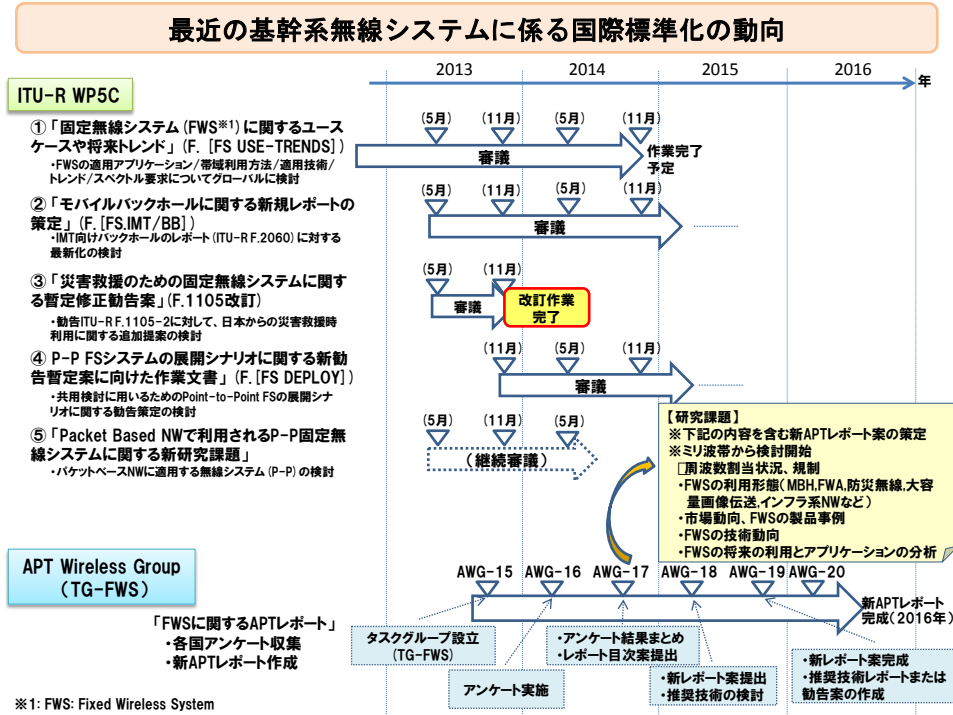 最近の基幹系無線システムに係る国際標準化の動向
2013
2014
2015
2016
年
ITU-R WP5C
①「固定無線システム(FWS※1)に関するユース
ケースや将来トレンド」(F. [FS USE-TRENDS])
・FWSの適用アプリケーション/帯域利用方法/適用技術/
トレンド/スペクトル要求についてグローバルに検討
(5月)
(11月)
(5月)
(11月)
審議
作業完了
予定
②「モバイルバックホールに関する新規レポートの
策定」(F.[FS.IMT/BB])
・IMT向けバックホールのレポート(ITU-R F.2060)に対する
最新化の検討
(5月)
(11月)
(5月)
(11月)
審議
③「災害救援のための固定無線システムに関す
る暫定修正勧告案」(F.1105改訂)
・勧告ITU-R F.1105-2に対して、日本からの災害救援時
利用に関する追加提案の検討
(5月)
(11月)
審議
改訂作業
完了
④ P-P FSシステムの展開シナリオに関する新勧
告暫定案に向けた作業文書」(F.[FS DEPLOY])
・共用検討に用いるためのPoint-to-Point FSの展開シナ
リオに関する勧告策定の検討
(11月)
(5月)
(11月)
審議
⑤「Packet Based NWで利用されるP-P固定無
線システムに関する新研究課題」
・パケットベースNWに適用する無線システム(P-P)の検討
(5月)
(11月)
(5月)
(継続審議)
【研究課題】
※下記の内容を含む新APTレポート案の策定
※ミリ波帯から検討開始
□周波数割当状況、規制
・FWSの利用形態(MBH,FWA,防災無線,大容
量画像伝送,インフラ系NWなど)
・市場動向、FWSの製品事例
・FWSの技術動向
・FWSの将来の利用とアプリケーションの分析
APT Wireless Group
(TG-FWS)
AWG-15
AWG-16
AWG-17
AWG-18
AWG-19
AWG-20
新APTレポート
完成(2016年)
「FWSに関するAPTレポート」
・各国アンケート収集
・新APTレポート作成
タスクグループ設立
(TG-FWS)
アンケート実施
・アンケート結果まとめ
・レポート目次案提出
・新レポート案提出
・推奨技術の検討
・新レポート案完成
・推奨技術レポートまたは
勧告案の作成
※1: FWS: Fixed Wireless System